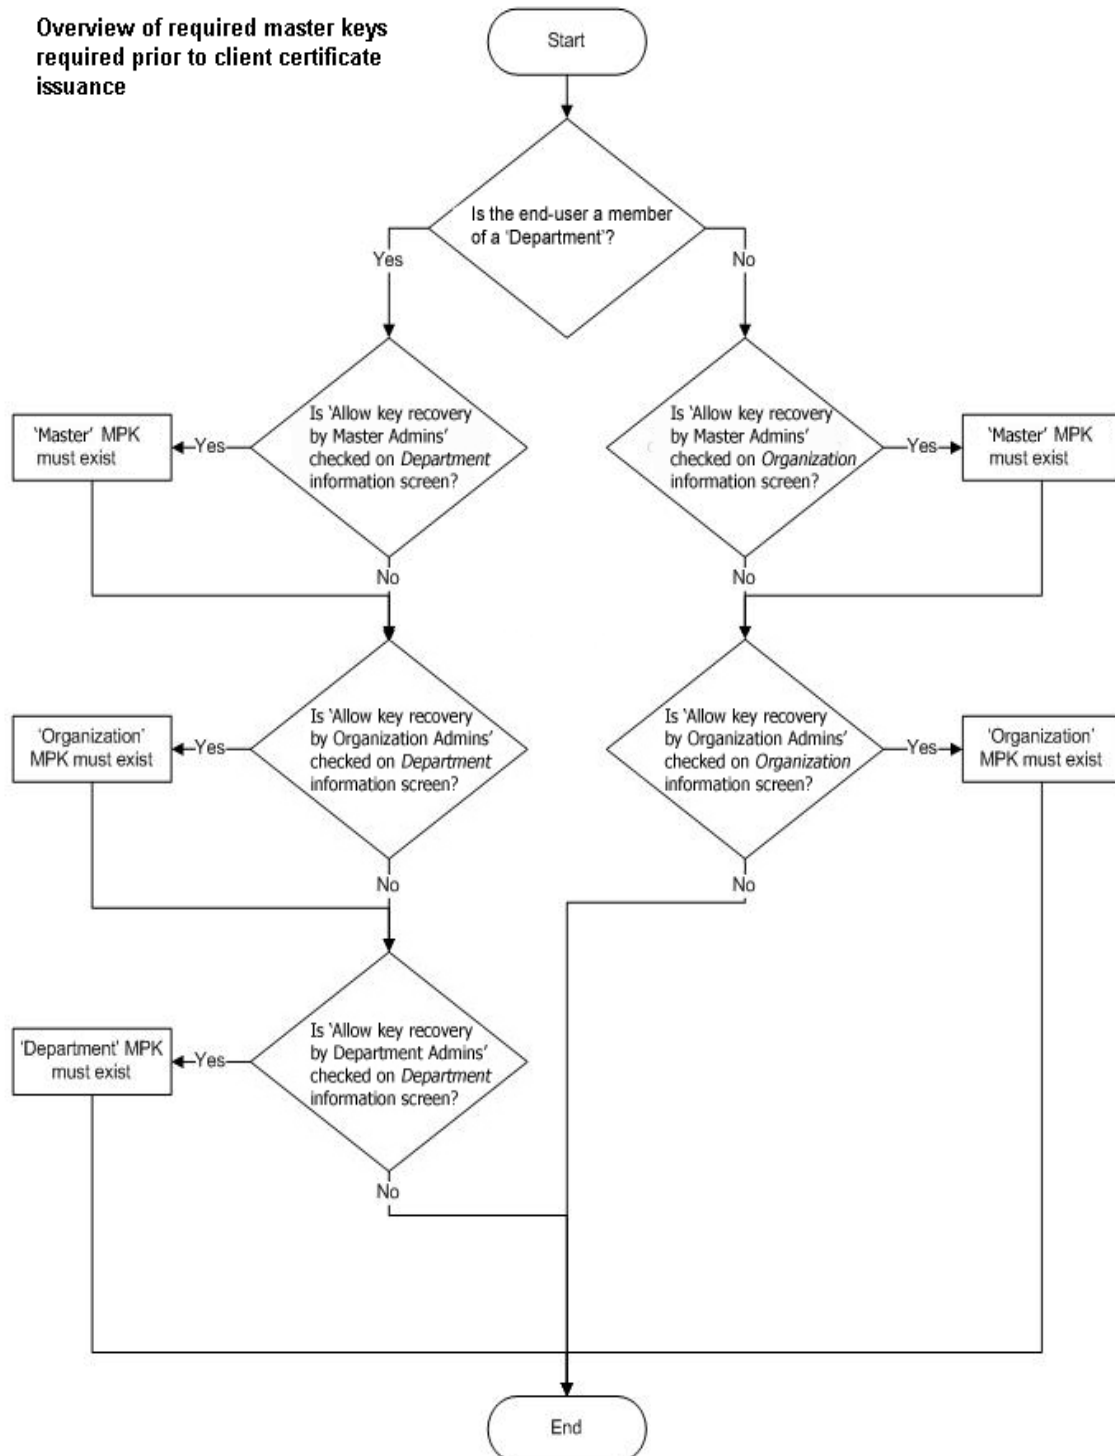 Overview of required master keys
required prior to client certificate
issuance
Start
Is the end-user a member
of a 'Department'?
Yes
No
Is 'Allow key recovery
by Master Admins'
checked on Department
information screen?
Yes
'Master' MPK
must exist
No
Is 'Allow key recovery
by Master Admins'
checked on Organization
information screen?
Yes
'Master' MPK
must exist
No
Is 'Allow key recovery
by Organization Admins'
checked on Department
information screen?
Yes
'Organization'
MPK must exist
No
Is 'Allow key recovery
by Organization Admins'
checked on Organization
information screen?
Yes
'Organization'
MPK must exist
No
Is 'Allow key recovery
by Department Admins'
checked on Department
information screen?
Yes
'Department' MPK
must exist
No
End